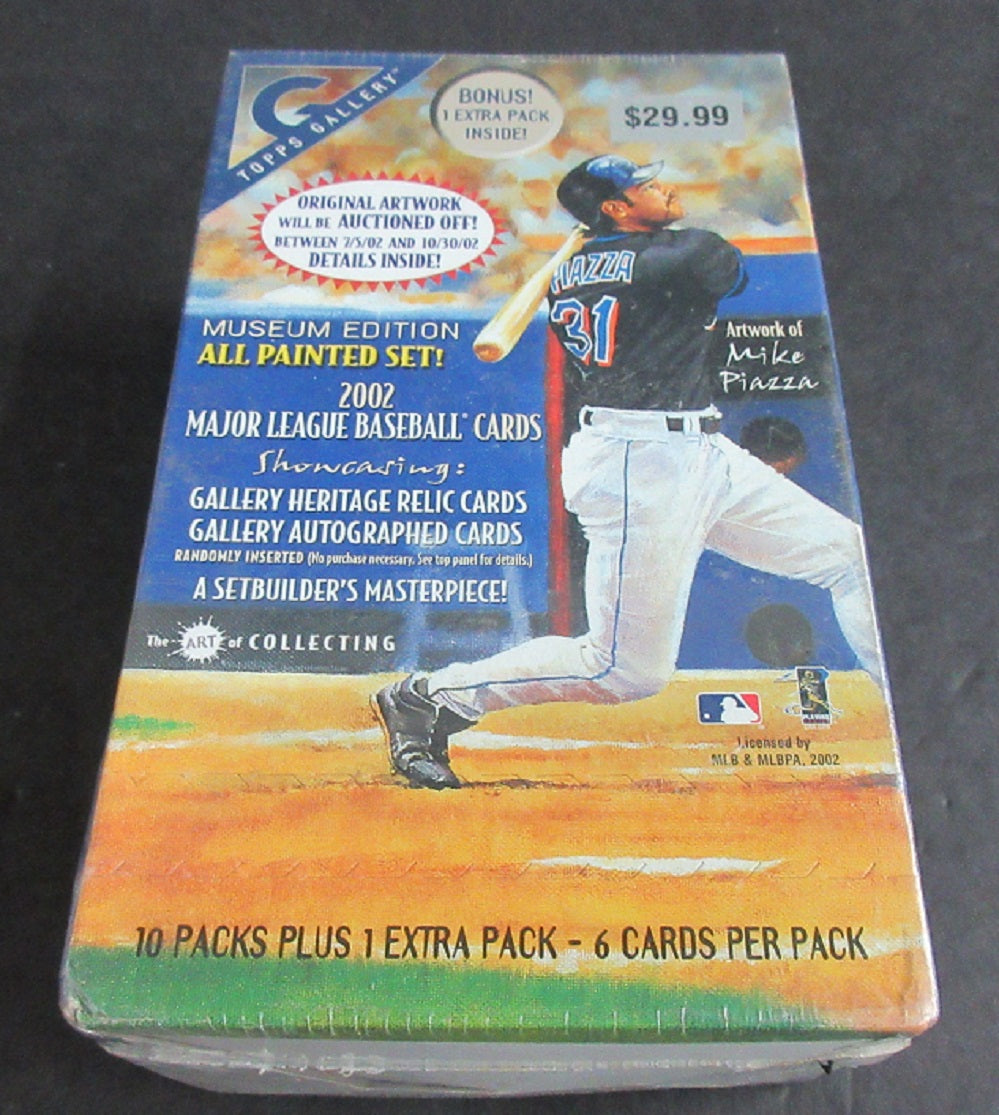 G
TOPPS GALLERY™
BONUS!
1 EXTRA PACK
INSIDE!
$29.99
ORIGINAL ARTWORK
WILL BE AUCTIONED OFF!
BETWEEN 7/5/02 AND 10/30/02
DETAILS INSIDE!
PIAZZA
31
MUSEUM EDITION
ALL PAINTED SET!
Artwork of
Mike
Piazza
2002
MAJOR LEAGUE BASEBALL® CARDS
Showcasing:
GALLERY HERITAGE RELIC CARDS
GALLERY AUTOGRAPHED CARDS
RANDOMLY INSERTED (No purchase necessary. See top panel for details.)
A SETBUILDER'S MASTERPIECE!
The ART of COLLECTING
Licensed by
MLB & MLBPA, 2002
10 PACKS PLUS 1 EXTRA PACK - 6 CARDS PER PACK